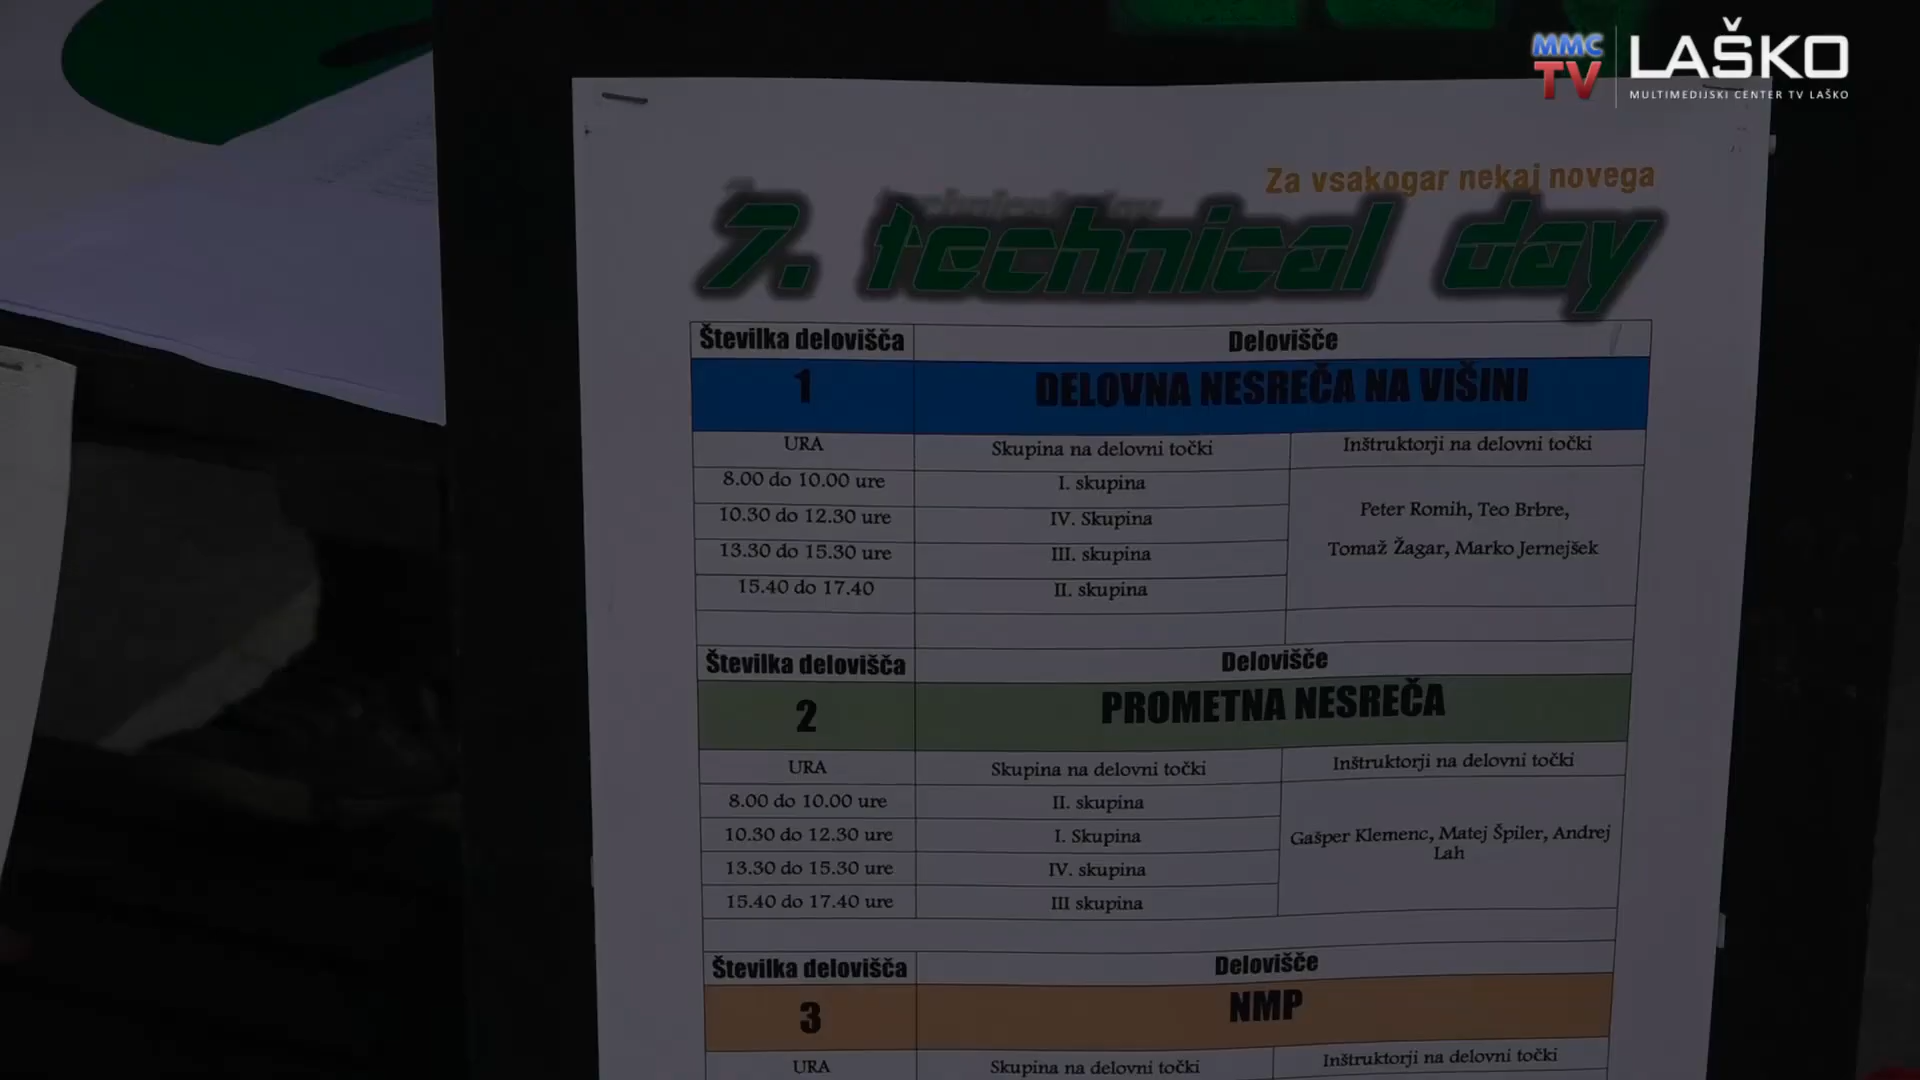 MMC
TV
LAŠKO
MULTIMEDIJSKI CENTER TV LAŠKO
Za vsakogar nekaj novega
7. technical day
Številka delovišča Delovišče
1 DELOVNA NESREČA NA VIŠINI
URA Skupina na delovni točki Inštruktorji na delovni točki
8.00 do 10.00 ure I. skupina
10.30 do 12.30 ure IV. Skupina
13.30 do 15.30 ure III. skupina
15.40 do 17.40 II. skupina
Peter Romih, Teo Brbre,
Tomaž Žagar, Marko Jernejšek
Številka delovišča Delovišče
2 PROMETNA NESREČA
URA Skupina na delovni točki Inštruktorji na delovni točki
8.00 do 10.00 ure II. skupina
10.30 do 12.30 ure I. Skupina
13.30 do 15.30 ure IV. skupina
15.40 do 17.40 ure III skupina
Gašper Klemenc, Matej Špiler, Andrej
Lah
Številka delovišča Delovišče
3 NMP
URA Skupina na delovni točki Inštruktorji na delovni točki